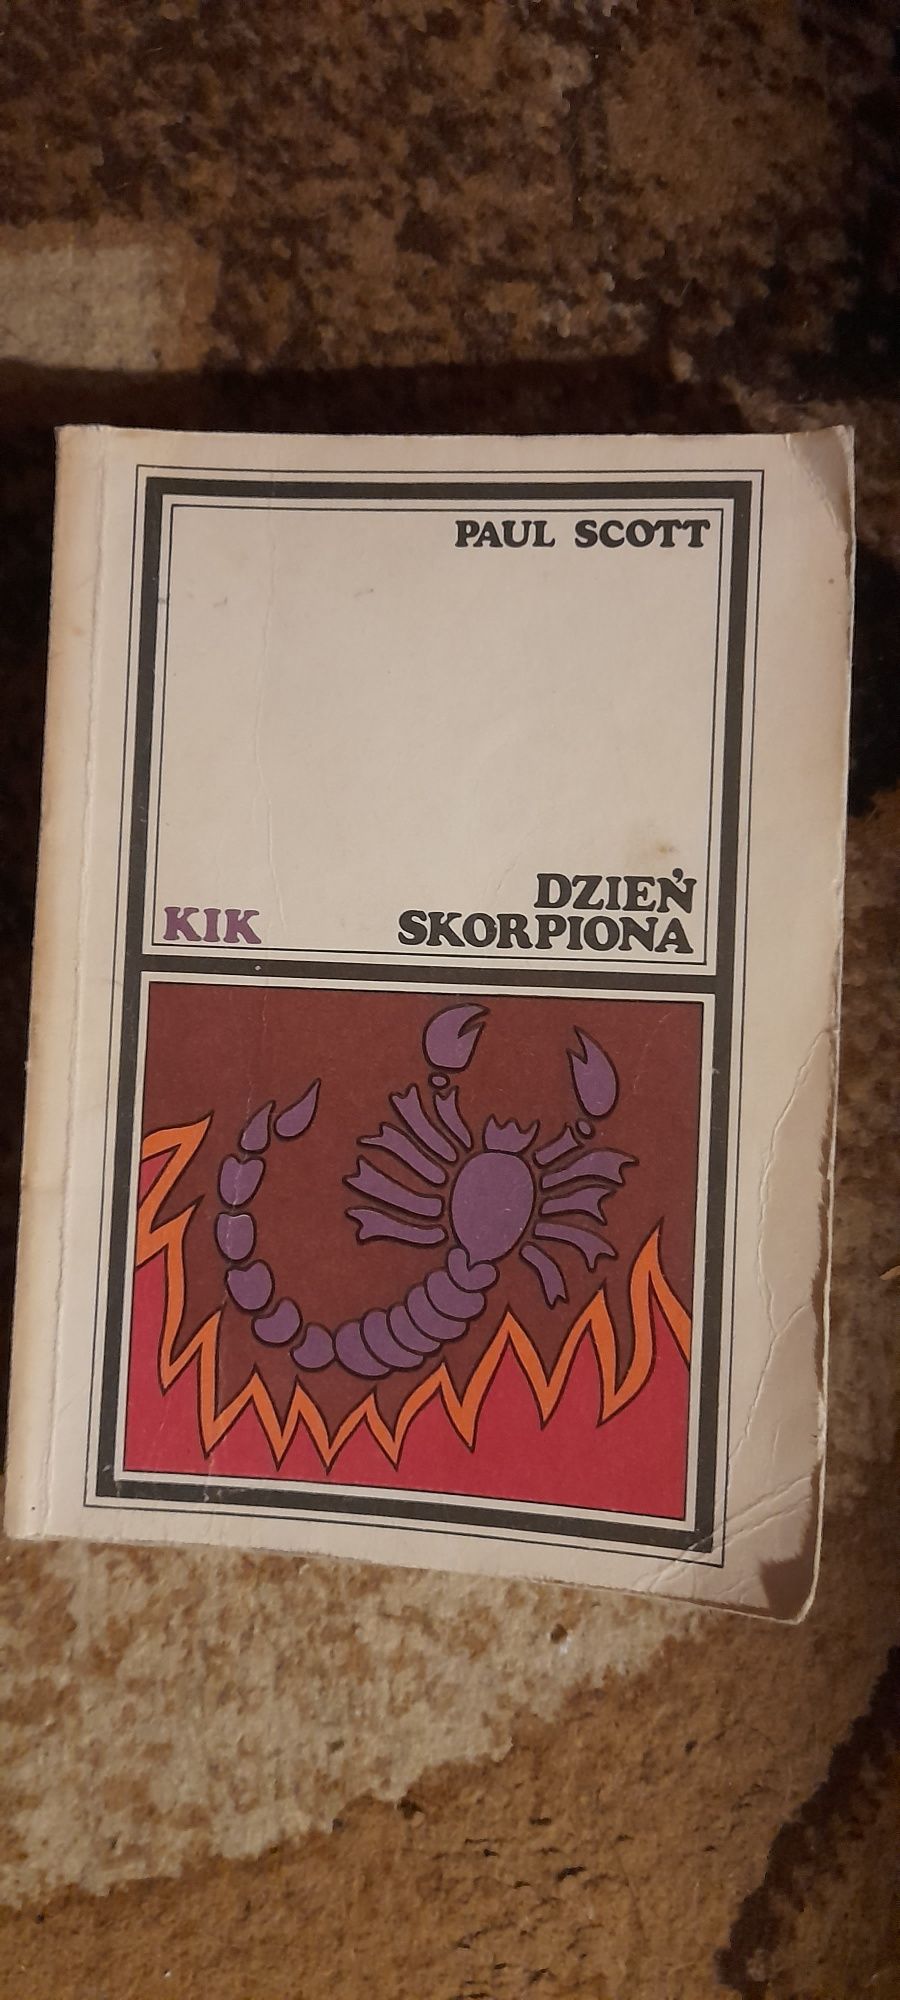 PAUL SCOTT
DZIEŃ
SKORPIONA
KIK